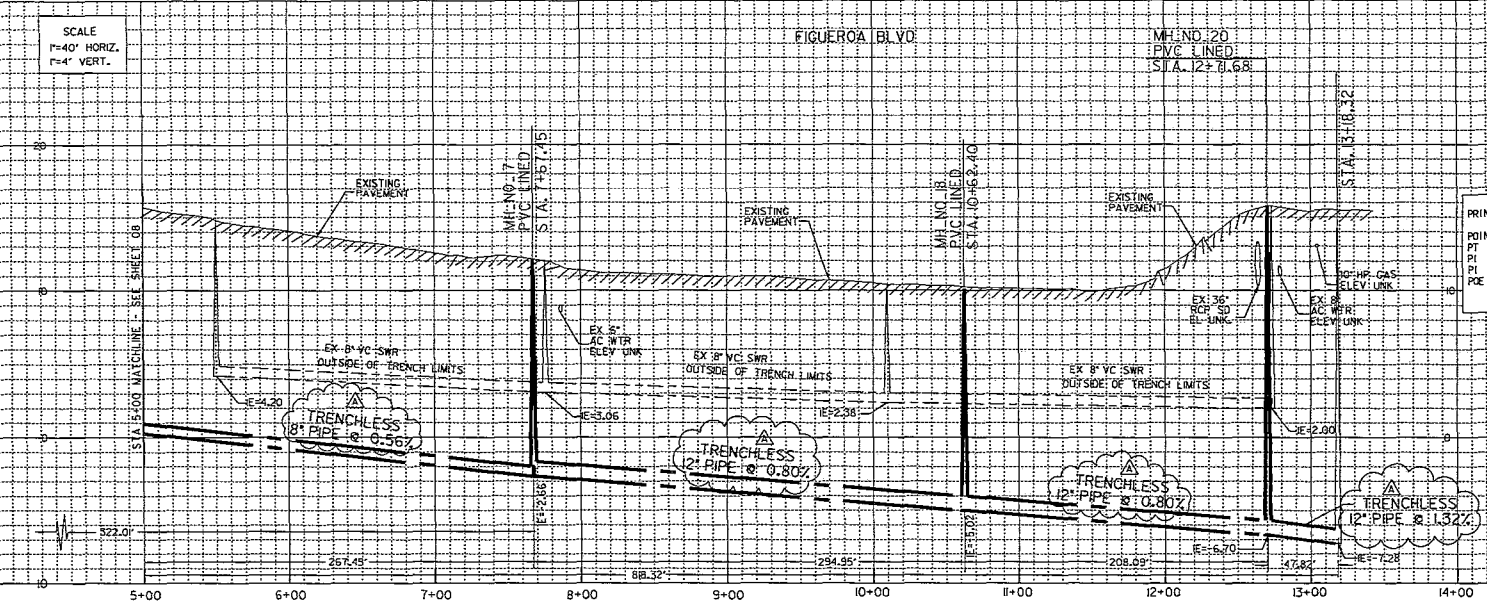 SCALE
1"=40' HORIZ.
1"=4' VERT.
FIGUEROA BLVD
MH NO. 20
PVC LINED
STA. 12+71.68
STA. 13+18.32
20
EXISTING
PAVEMENT
MH NO. 17
PVC LINED
STA. 7+67.45
EXISTING
PAVEMENT
MH NO. 18
PVC LINED
STA. 10+62.40
EXISTING
PAVEMENT
PRIN
POIN
PT
PI
PI
POE
STA 5+00 MATCHLINE - SEE SHEET 08
10
10
10" HP GAS
ELEV UNK
EX 36"
RCP SD
EL UNK
EX 8"
AC WTR
ELEV UNK
EX 6"
AC WTR
ELEV UNK
EX 8" VC SWR
OUTSIDE OF TRENCH LIMITS
EX 8" VC SWR
OUTSIDE OF TRENCH LIMITS
EX 8" VC SWR
OUTSIDE OF TRENCH LIMITS
IE=4.20
IE=3.06
IE=2.38
IE=2.00
0
0
A
TRENCHLESS
18" PIPE @ 0.56%
A
TRENCHLESS
12" PIPE @ 0.80%
A
TRENCHLESS
12" PIPE @ 0.80%
A
TRENCHLESS
12" PIPE @ 1.32%
IE=-2.66
IE=-5.02
IE=-6.70
IE=-7.28
322.01'
267.45'
294.95'
208.09'
47.82'
818.32'
10
5+00
6+00
7+00
8+00
9+00
10+00
11+00
12+00
13+00
14+00